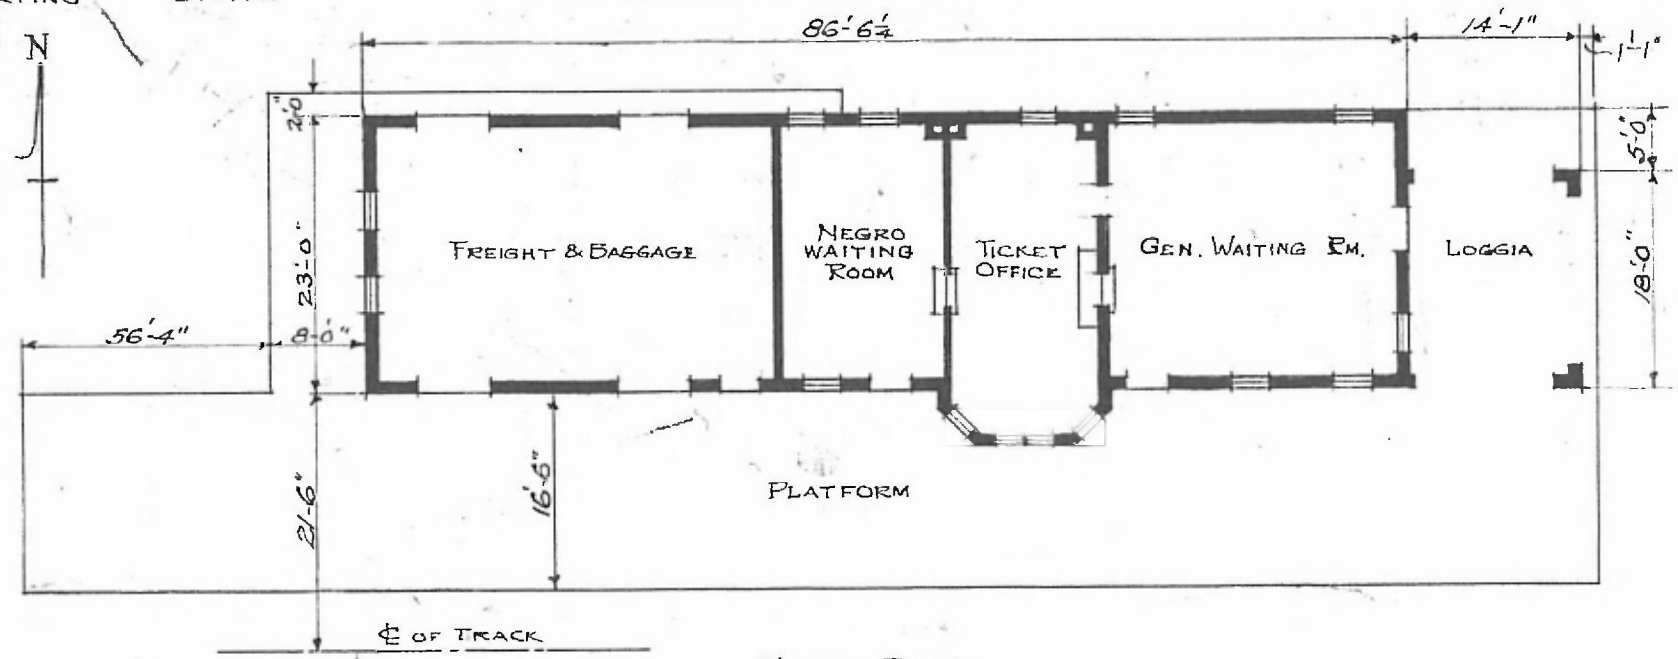 N
86'-6¼"
14'-1"
1'-1"
2'-0"
5'-0"
FREIGHT & BAGGAGE
NEGRO
WAITING
ROOM
TICKET
OFFICE
GEN. WAITING RM.
LOGGIA
23'-0"
18'-0"
56'-4"
8'-0"
21'-6"
16'-6"
PLATFORM
℄ OF TRACK